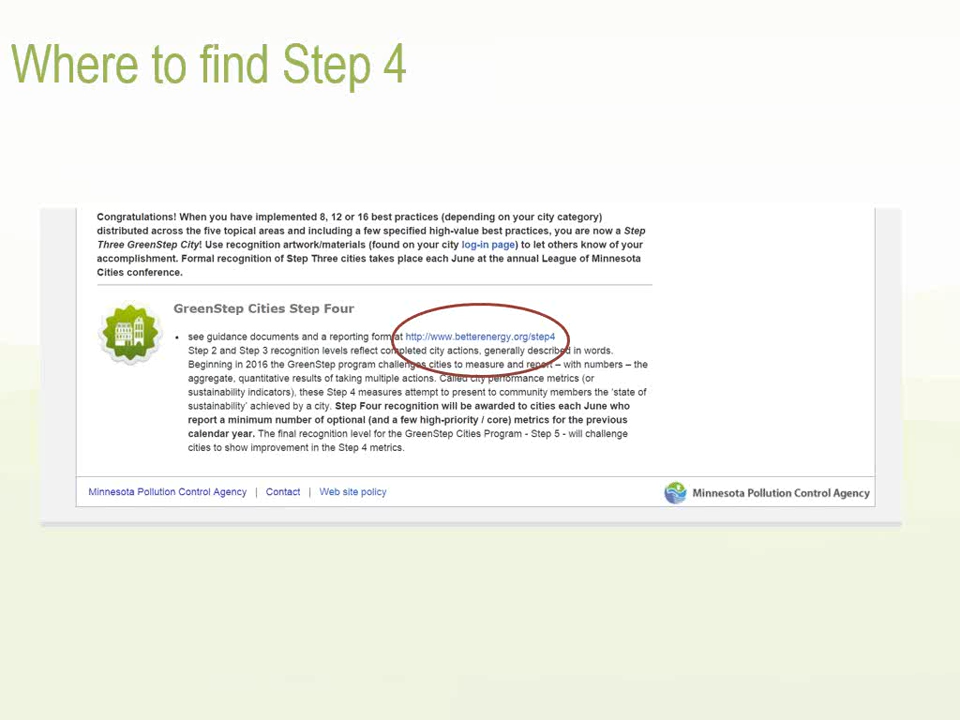 Where to find Step 4
Congratulations! When you have implemented 8, 12 or 16 best practices (depending on your city category)
distributed across the five topical areas and including a few specified high-value best practices, you are now a Step
Three GreenStep City! Use recognition artwork/materials (found on your city log-in page) to let others know of your
accomplishment. Formal recognition of Step Three cities takes place each June at the annual League of Minnesota
Cities conference.
GreenStep Cities Step Four
• see guidance documents and a reporting form at http://www.betterenergy.org/step4
Step 2 and Step 3 recognition levels reflect completed city actions, generally described in words.
Beginning in 2016 the GreenStep program challenges cities to measure and report – with numbers – the
aggregate, quantitative results of taking multiple actions. Called city performance metrics (or
sustainability indicators), these Step 4 measures attempt to present to community members the 'state of
sustainability' achieved by a city. Step Four recognition will be awarded to cities each June who
report a minimum number of optional (and a few high-priority / core) metrics for the previous
calendar year. The final recognition level for the GreenStep Cities Program - Step 5 - will challenge
cities to show improvement in the Step 4 metrics.
Minnesota Pollution Control Agency | Contact | Web site policy
Minnesota Pollution Control Agency